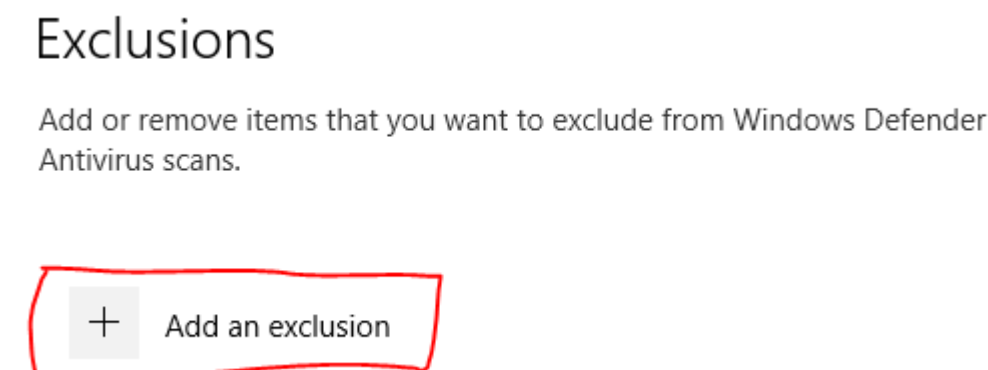 Exclusions
Add or remove items that you want to exclude from Windows Defender
Antivirus scans.
+ Add an exclusion